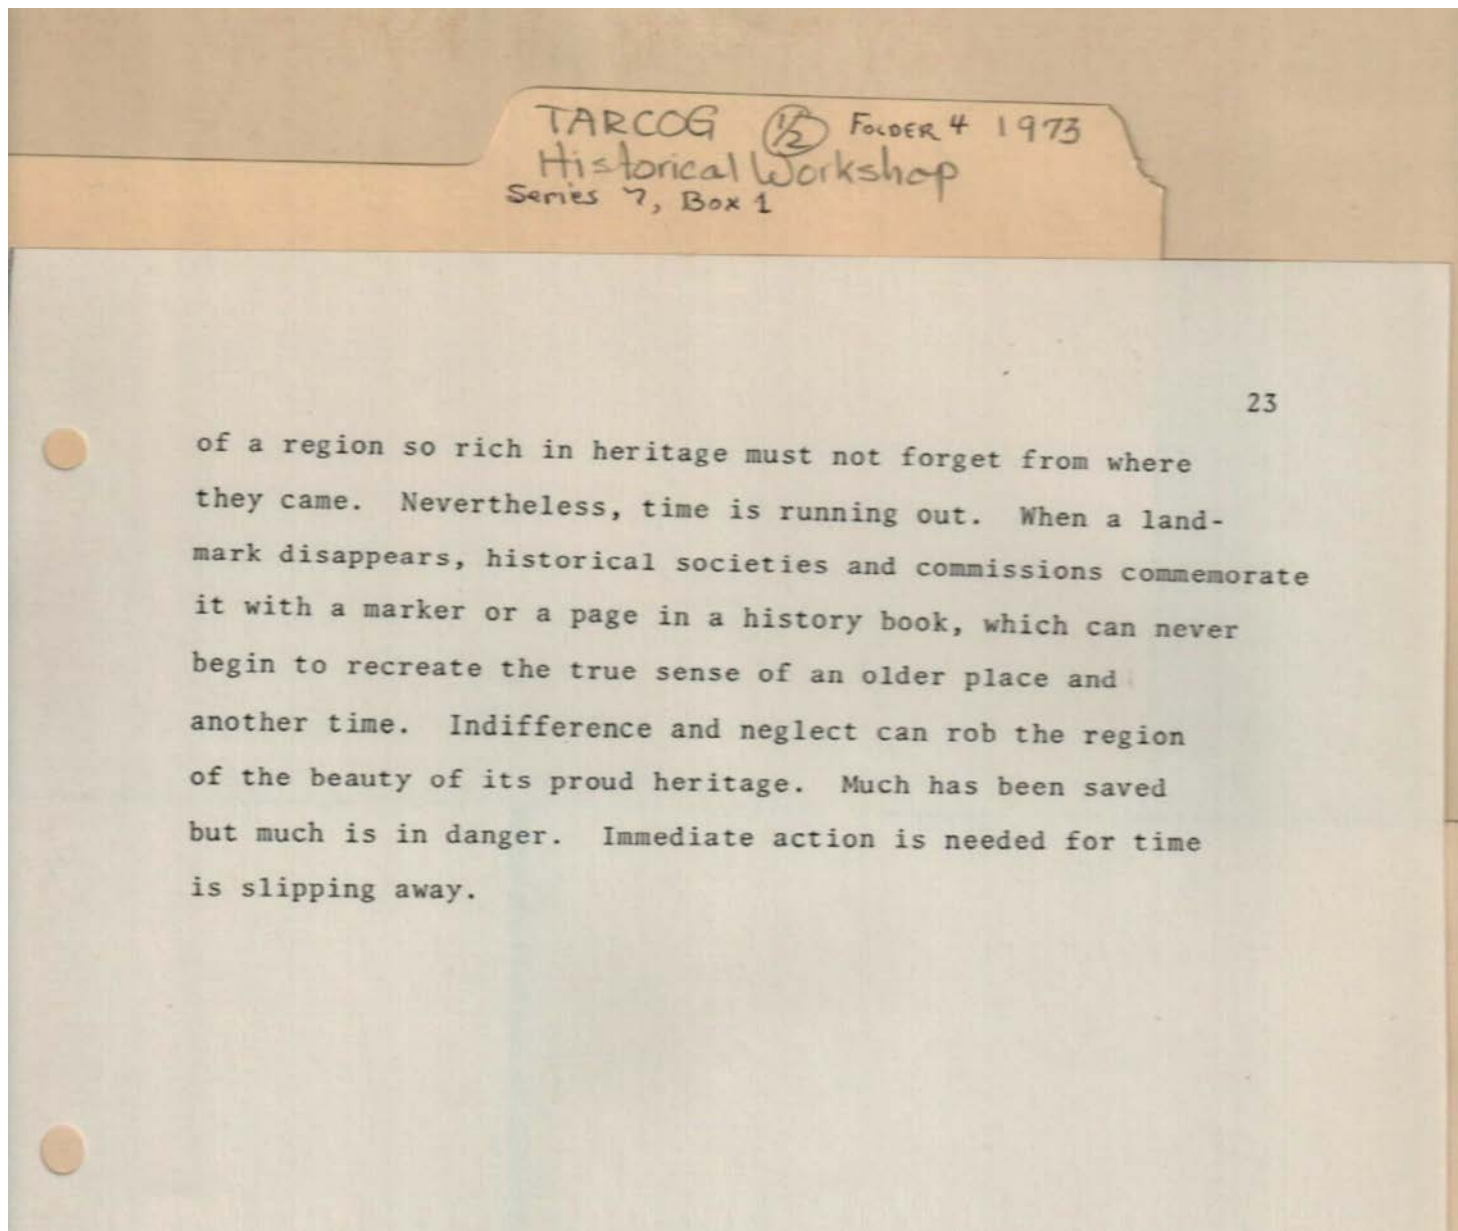 TARCOG 1/2 FOLDER 4 1973
Historical Workshop
Series 7, Box 1
23
of a region so rich in heritage must not forget from where
they came. Nevertheless, time is running out. When a land-
mark disappears, historical societies and commissions commemorate
it with a marker or a page in a history book, which can never
begin to recreate the true sense of an older place and
another time. Indifference and neglect can rob the region
of the beauty of its proud heritage. Much has been saved
but much is in danger. Immediate action is needed for time
is slipping away.